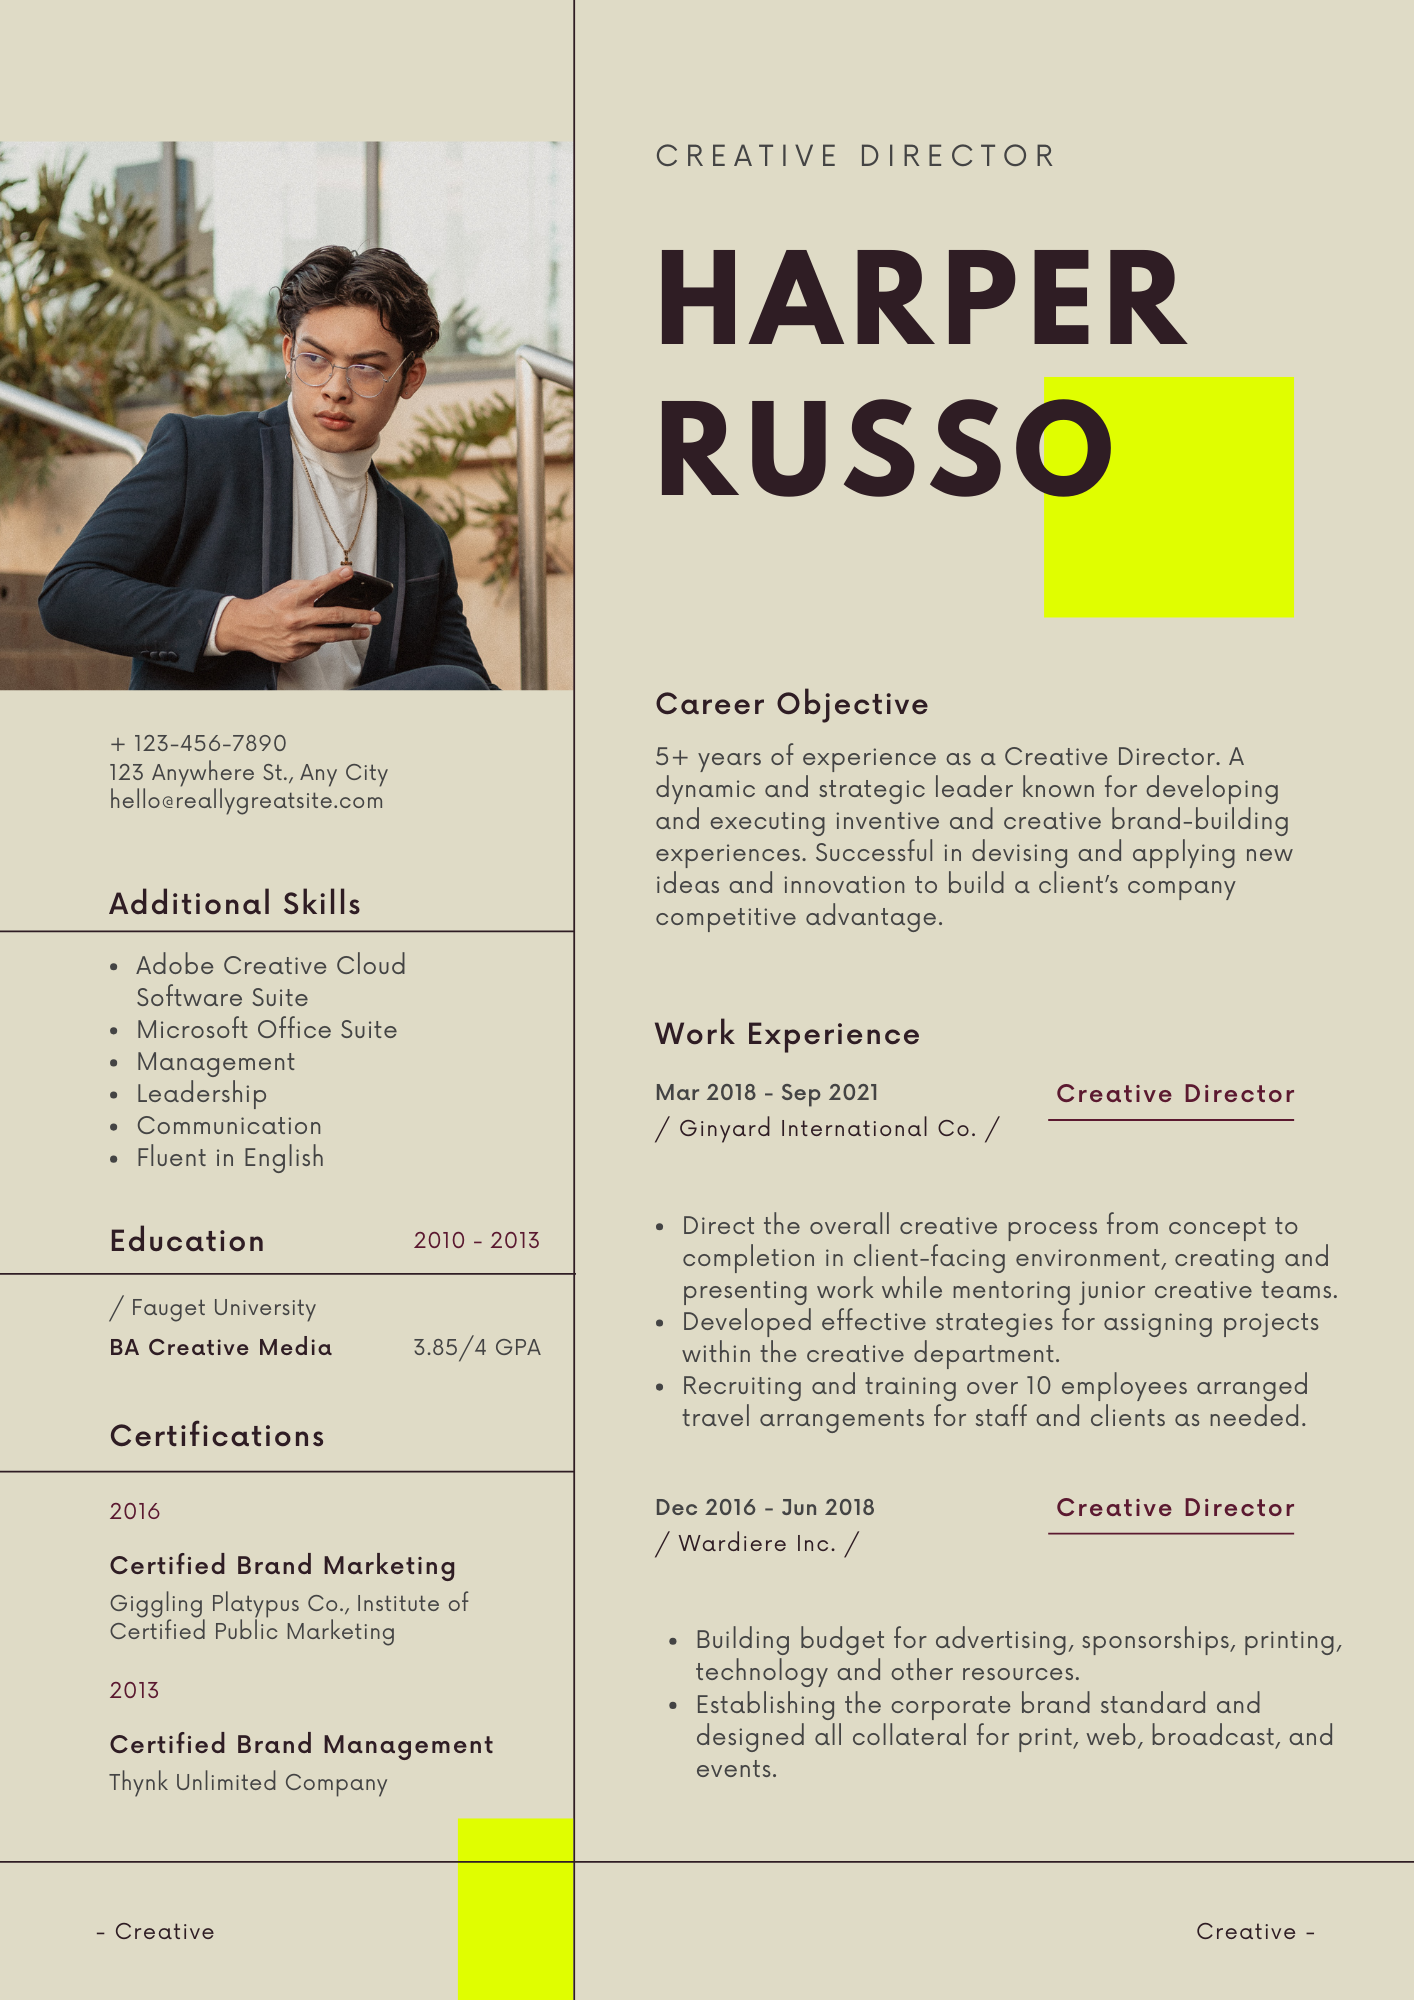 CREATIVE DIRECTOR
HARPER
RUSSO
+ 123-456-7890
123 Anywhere St., Any City
hello@reallygreatsite.com
Additional Skills
• Adobe Creative Cloud
Software Suite
• Microsoft Office Suite
• Management
• Leadership
• Communication
• Fluent in English
Education 2010 - 2013
/ Fauget University
BA Creative Media 3.85/4 GPA
Certifications
2016
Certified Brand Marketing
Giggling Platypus Co., Institute of
Certified Public Marketing
2013
Certified Brand Management
Thynk Unlimited Company
Career Objective
5+ years of experience as a Creative Director. A
dynamic and strategic leader known for developing
and executing inventive and creative brand-building
experiences. Successful in devising and applying new
ideas and innovation to build a client’s company
competitive advantage.
Work Experience
Mar 2018 - Sep 2021 Creative Director
/ Ginyard International Co. /
• Direct the overall creative process from concept to
completion in client-facing environment, creating and
presenting work while mentoring junior creative teams.
• Developed effective strategies for assigning projects
within the creative department.
• Recruiting and training over 10 employees arranged
travel arrangements for staff and clients as needed.
Dec 2016 - Jun 2018 Creative Director
/ Wardiere Inc. /
• Building budget for advertising, sponsorships, printing,
technology and other resources.
• Establishing the corporate brand standard and
designed all collateral for print, web, broadcast, and
events.
- Creative
Creative -